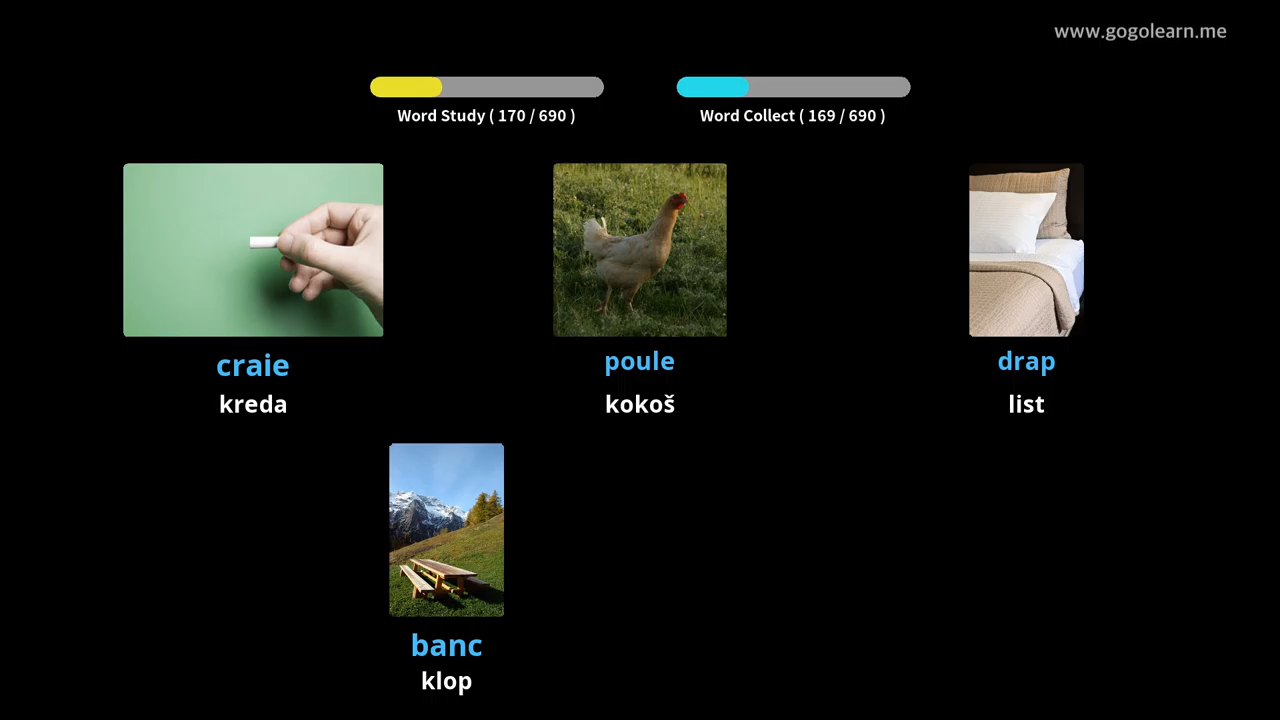 www.gogolearn.me
Word Study ( 170 / 690 )
Word Collect ( 169 / 690 )
craie
kreda
poule
kokoš
drap
list
banc
klop